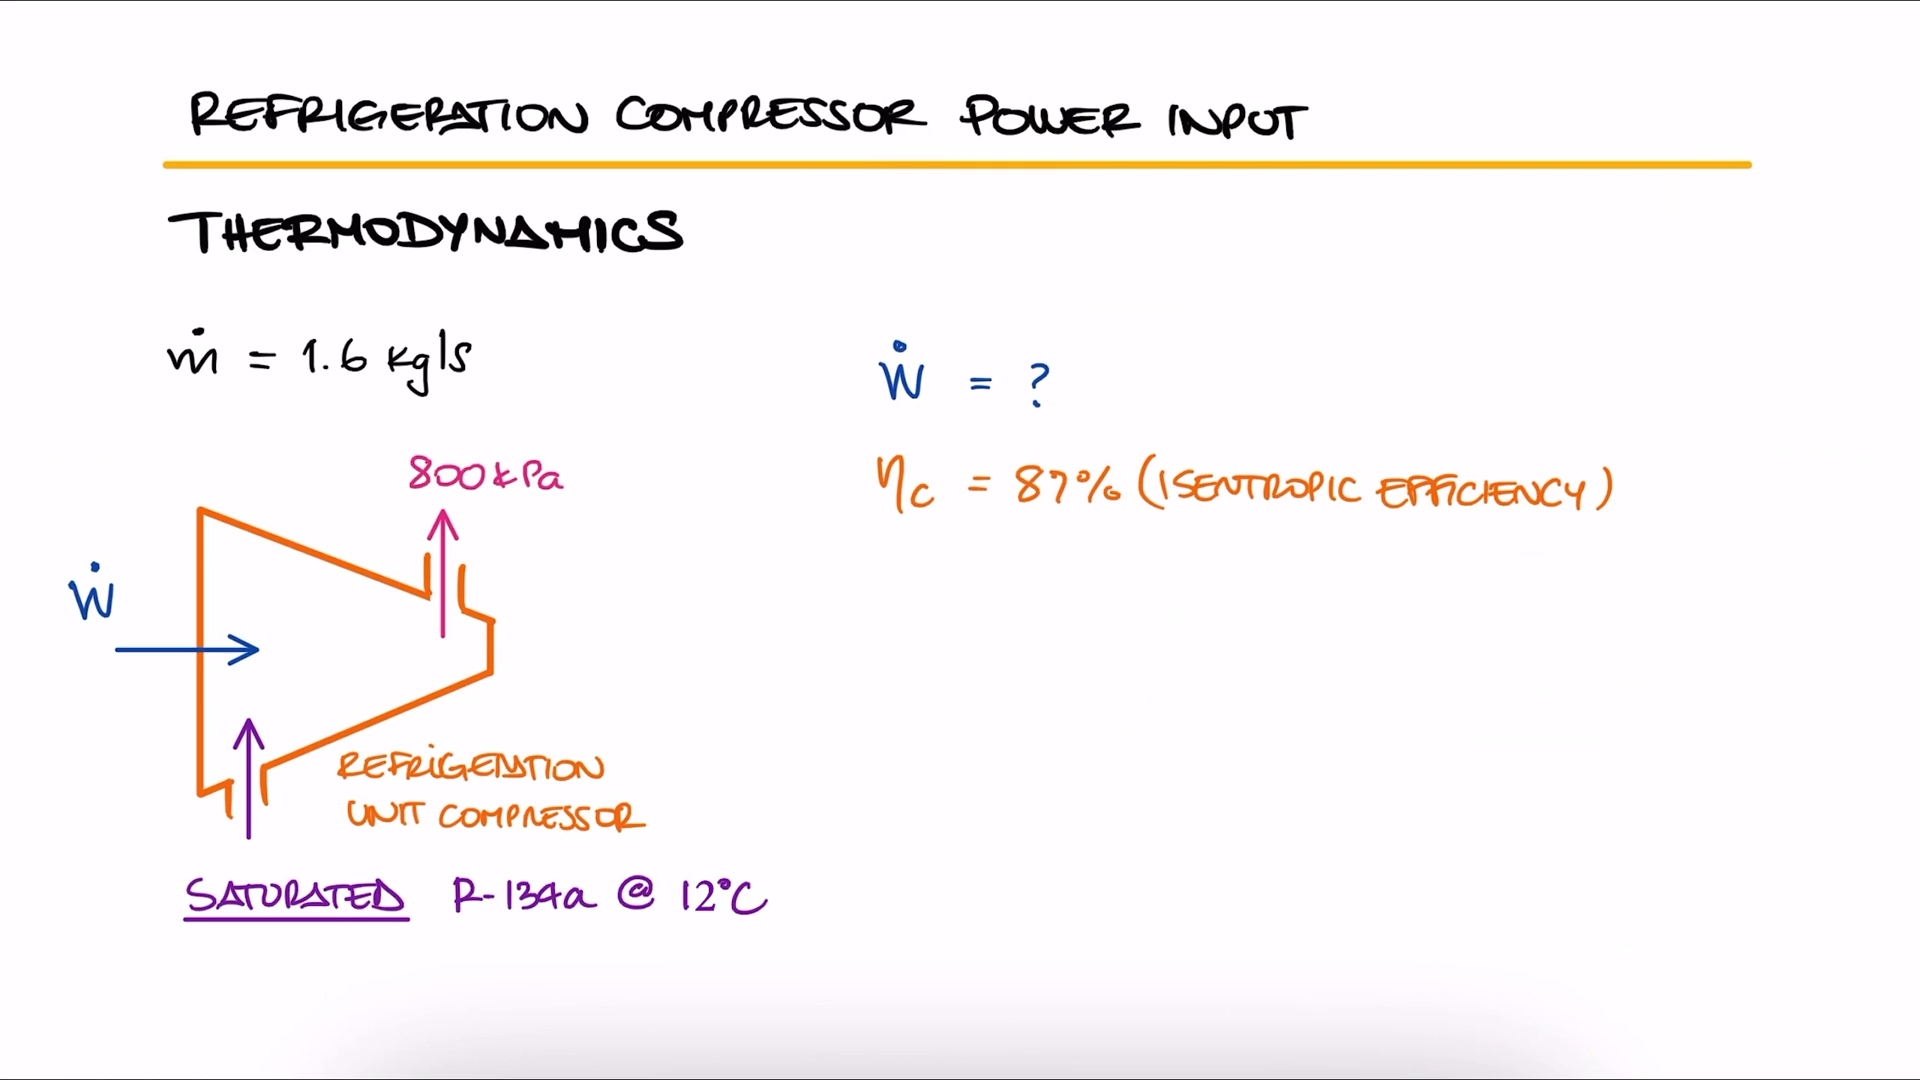 REFRIGERATION COMPRESSOR POWER INPUT
THERMODYNAMICS
ṁ = 1.6 kg/s
Ẇ = ?
800 kPa
ηc = 87% (ISENTROPIC EFFICIENCY)
Ẇ
REFRIGERATION
UNIT COMPRESSOR
SATURATED R-134a @ 12°C